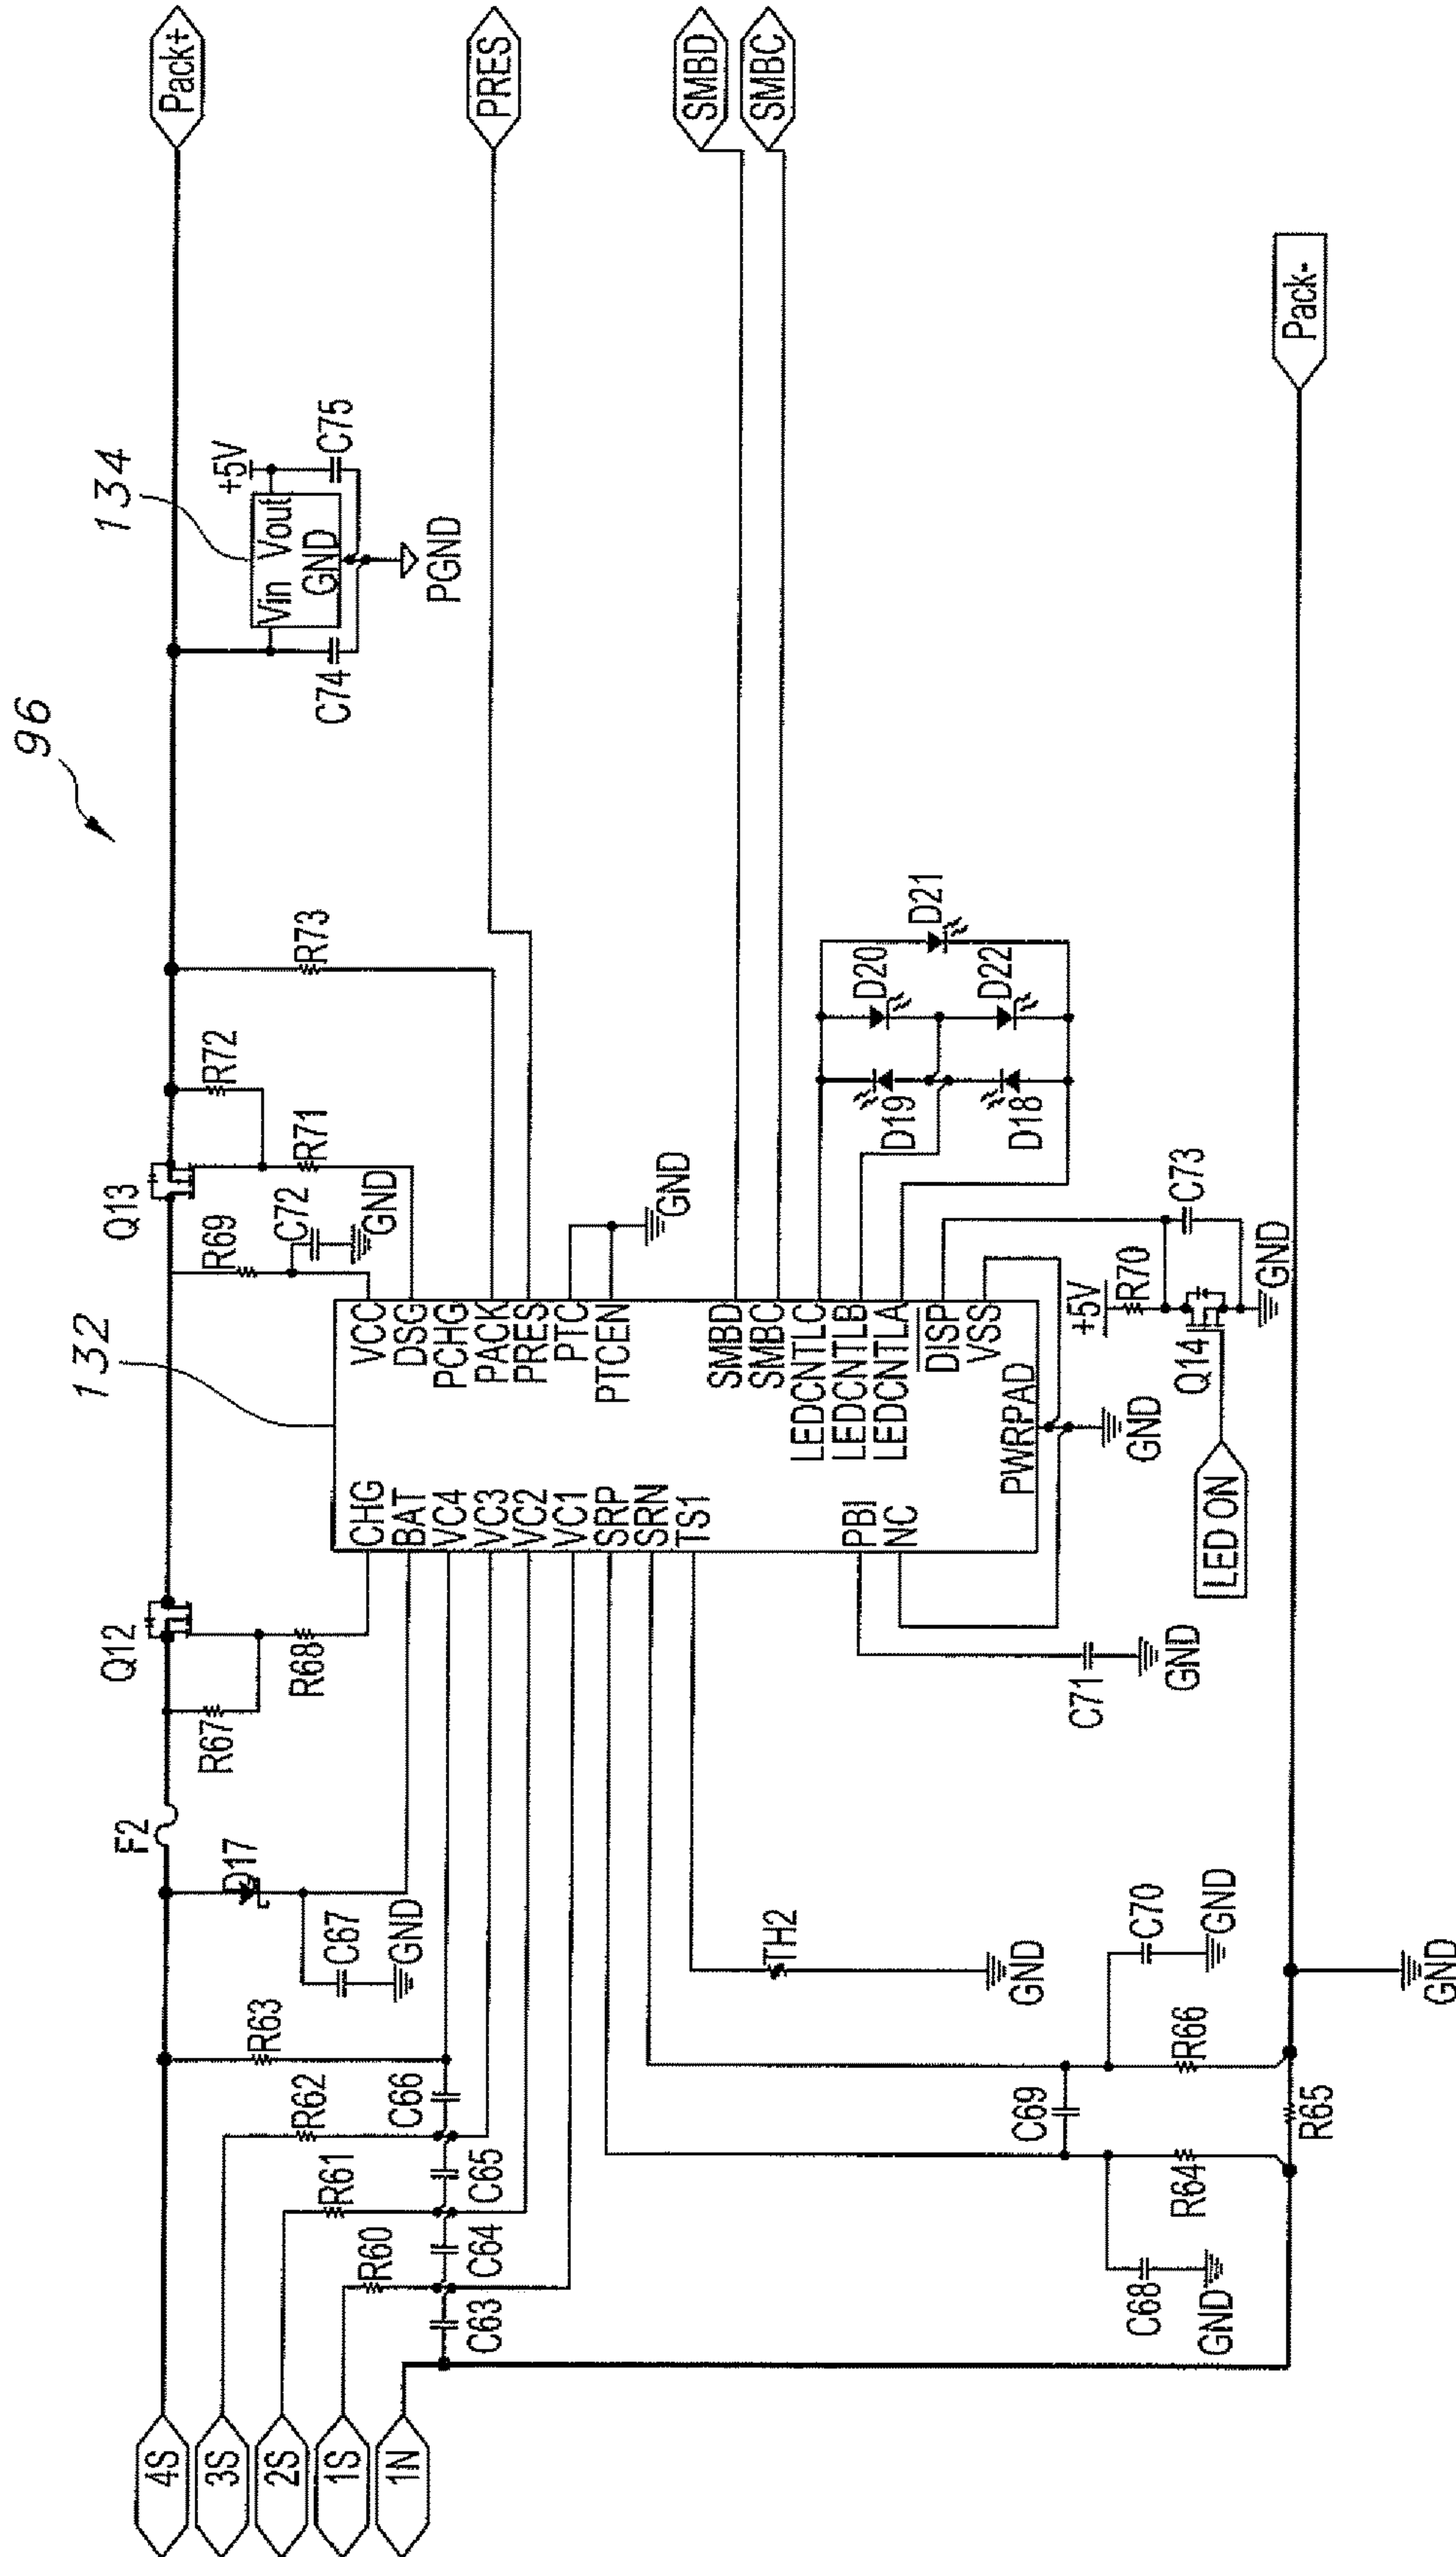 96
4S
3S
2S
1S
1N
R63
R62
R61
R60
C66
C65
C64
C63
D17
C67
GND
F2
R67
R68
Q12
132
Q13
R69
C72
GND
R71
R72
R73
134
Vin Vout
GND
+5V
C74
C75
PGND
Pack+
PRES
SMBD
SMBC
Pack-
CHG
BAT
VC4
VC3
VC2
VC1
SRP
SRN
TS1
PBI
NC
PWRPAD
VCC
DSG
PCHG
PACK
PRES
PTC
PTCEN
SMBD
SMBC
LEDCNTLC
LEDCNTLB
LEDCNTLA
DISP
VSS
GND
D19
D18
D20
D22
D21
TH2
GND
C69
C68
GND
R64
R65
R66
C70
GND
GND
C71
GND
GND
LED ON
Q14
+5V
R70
C73
GND